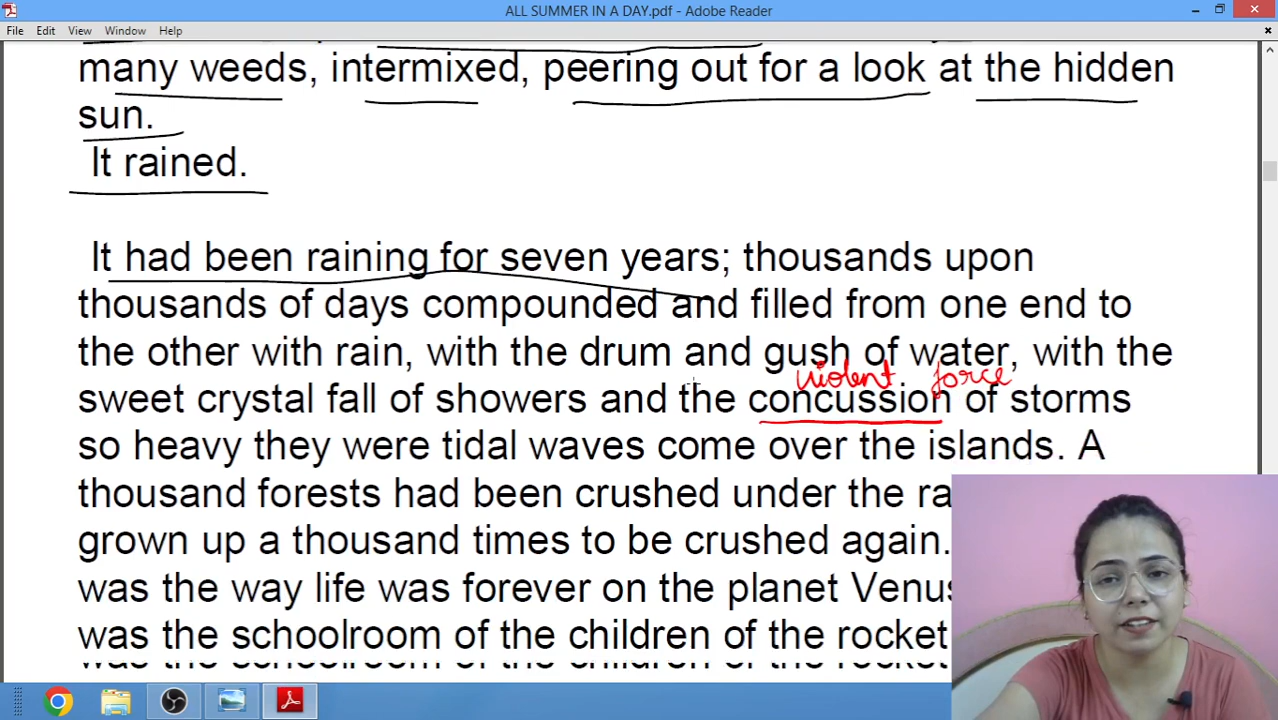 ALL SUMMER IN A DAY.pdf - Adobe Reader
File Edit View Window Help
many weeds, intermixed, peering out for a look at the hidden
sun.
It rained.
It had been raining for seven years; thousands upon
thousands of days compounded and filled from one end to
the other with rain, with the drum and gush of water, with the
violent force
sweet crystal fall of showers and the concussion of storms
so heavy they were tidal waves come over the islands. A
thousand forests had been crushed under the ra
grown up a thousand times to be crushed again.
was the way life was forever on the planet Venus
was the schoolroom of the children of the rocket